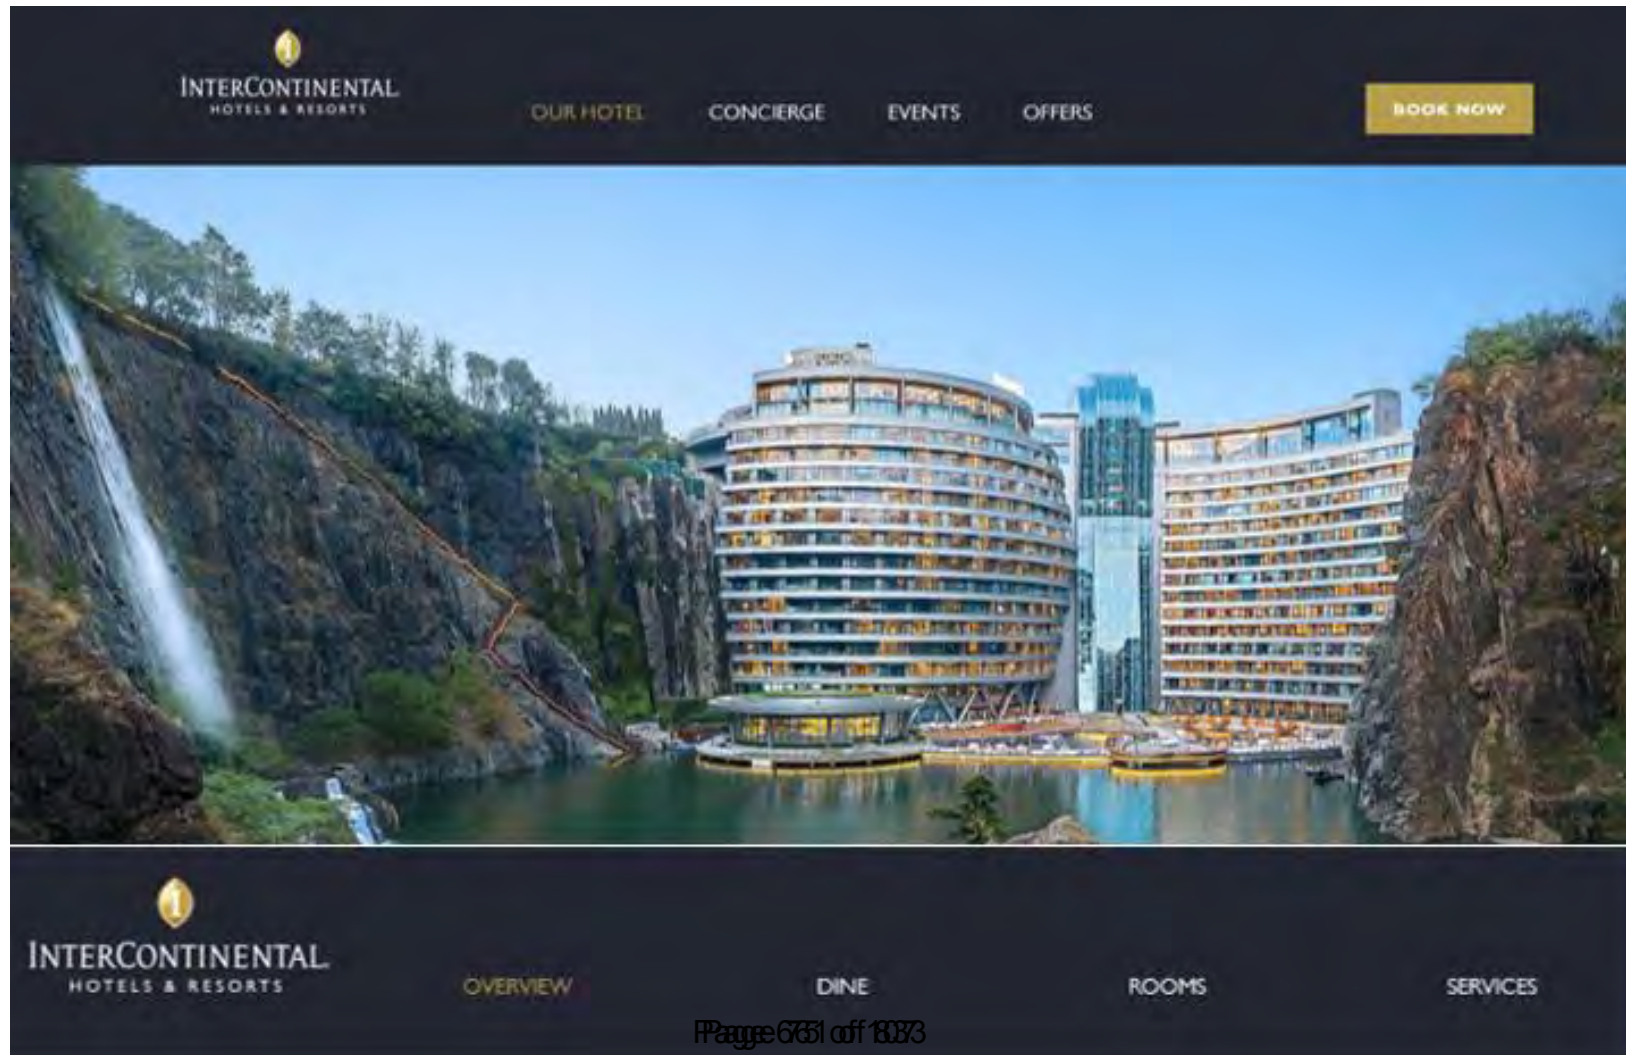 INTERCONTINENTAL
HOTELS & RESORTS
OUR HOTEL CONCIERGE EVENTS OFFERS BOOK NOW
INTERCONTINENTAL
HOTELS & RESORTS
OVERVIEW DINE ROOMS SERVICES